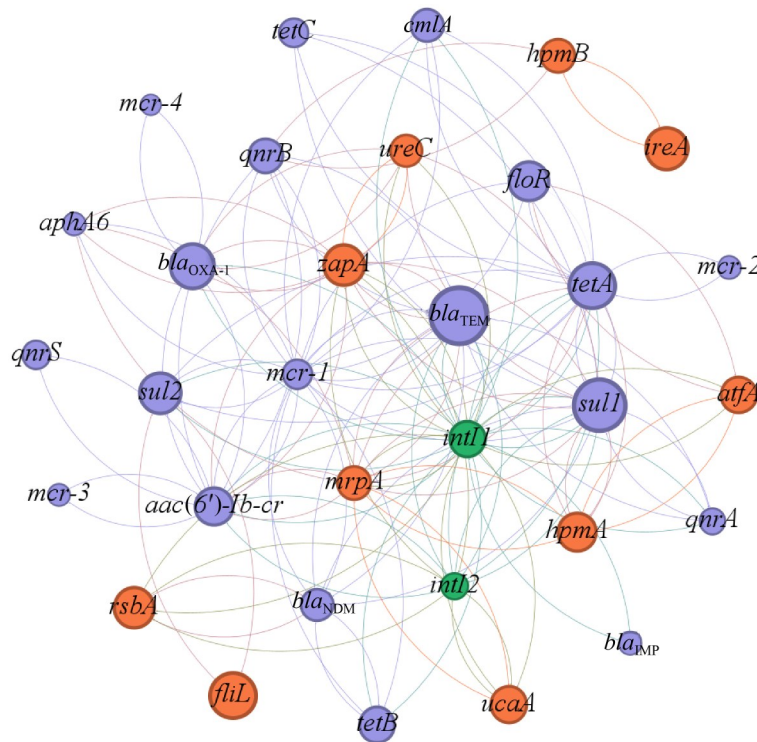 tetC
cmlA
hpmB
mcr-4
qnrB
ureC
ireA
floR
aphA6
blaOXA-1
zapA
tetA
mcr-2
blaTEM
qnrS
sul2
mcr-1
sul1
atfA
intI1
mcr-3
aac(6')-Ib-cr
mrpA
hpmA
qnrA
rsbA
blaNDM
intI2
blaIMP
fliL
tetB
ucaA